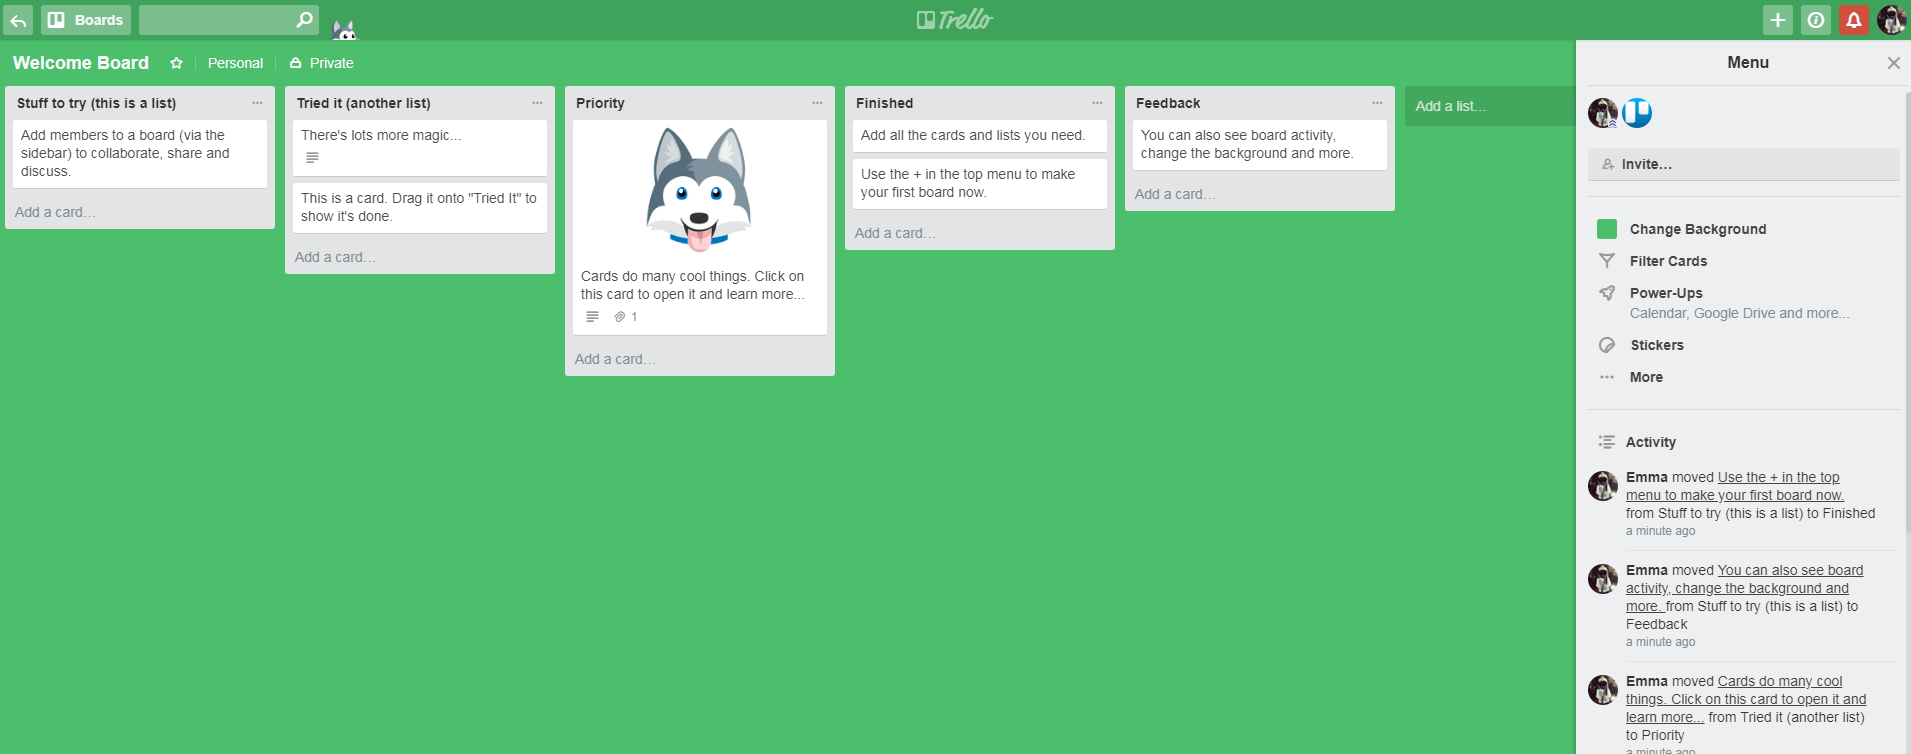 Boards
Trello
Welcome Board
Personal
Private
Stuff to try (this is a list)
Add members to a board (via the
sidebar) to collaborate, share and
discuss.
Add a card...
Tried it (another list)
There's lots more magic...
This is a card. Drag it onto "Tried It" to
show it's done.
Add a card...
Priority
Cards do many cool things. Click on
this card to open it and learn more...
1
Add a card...
Finished
Add all the cards and lists you need.
Use the + in the top menu to make
your first board now.
Add a card...
Feedback
You can also see board activity,
change the background and more.
Add a card...
Add a list...
Menu
Invite...
Change Background
Filter Cards
Power-Ups
Calendar, Google Drive and more...
Stickers
More
Activity
Emma moved Use the + in the top
menu to make your first board now.
from Stuff to try (this is a list) to Finished
a minute ago
Emma moved You can also see board
activity, change the background and
more. from Stuff to try (this is a list) to
Feedback
a minute ago
Emma moved Cards do many cool
things. Click on this card to open it and
learn more... from Tried it (another list)
to Priority
a minute ago